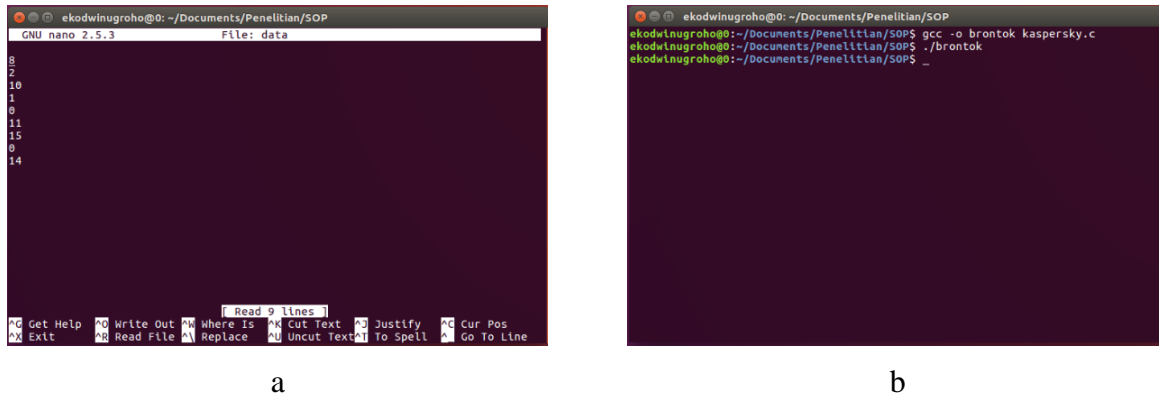 ekodwinugroho@0: ~/Documents/Penelitian/SOP
GNU nano 2.5.3 File: data
8
2
10
1
0
11
15
0
14
[ Read 9 lines ]
^G Get Help ^O Write Out ^W Where Is ^K Cut Text ^J Justify ^C Cur Pos
^X Exit ^R Read File ^\ Replace ^U Uncut Text ^T To Spell ^_ Go To Line
a
ekodwinugroho@0: ~/Documents/Penelitian/SOP
ekodwinugroho@0:~/Documents/Penelitian/SOP$ gcc -o brontok kaspersky.c
ekodwinugroho@0:~/Documents/Penelitian/SOP$ ./brontok
ekodwinugroho@0:~/Documents/Penelitian/SOP$ _
b